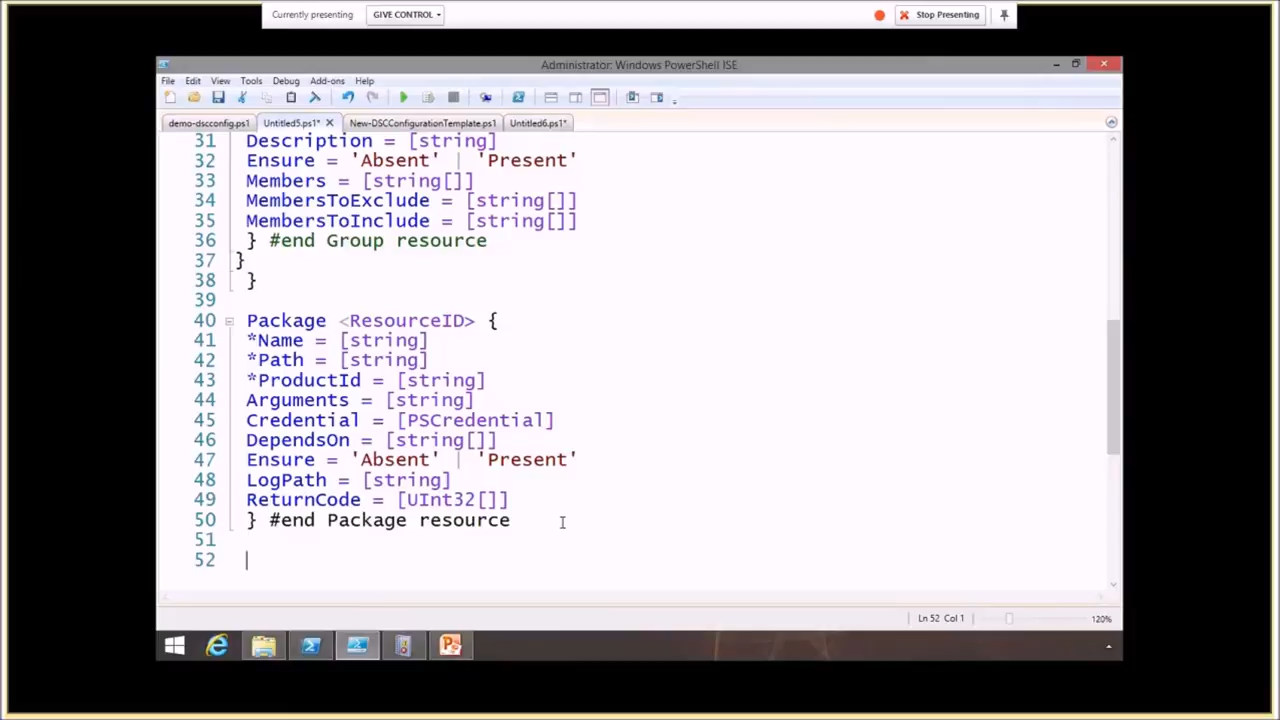 Currently presenting GIVE CONTROL Stop Presenting
Administrator: Windows PowerShell ISE
File Edit View Tools Debug Add-ons Help
demo-dscconfig.ps1 Untitled5.ps1* New-DSCConfigurationTemplate.ps1 Untitled6.ps1*
31 Description = [string]
32 Ensure = 'Absent' | 'Present'
33 Members = [string[]]
34 MembersToExclude = [string[]]
35 MembersToInclude = [string[]]
36 } #end Group resource
37 }
38 }
39
40 Package <ResourceID> {
41 *Name = [string]
42 *Path = [string]
43 *ProductId = [string]
44 Arguments = [string]
45 Credential = [PSCredential]
46 DependsOn = [string[]]
47 Ensure = 'Absent' | 'Present'
48 LogPath = [string]
49 ReturnCode = [UInt32[]]
50 } #end Package resource
51
52
Ln 52 Col 1 120%